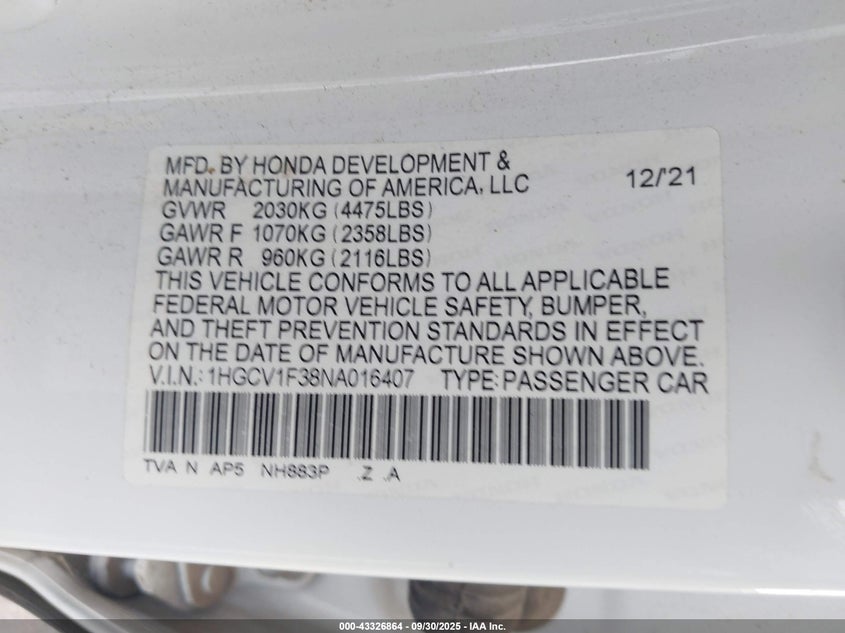 MFD. BY HONDA DEVELOPMENT &
MANUFACTURING OF AMERICA, LLC 12/'21
GVWR 2030KG (4475LBS)
GAWR F 1070KG (2358LBS)
GAWR R 960KG (2116LBS)
THIS VEHICLE CONFORMS TO ALL APPLICABLE
FEDERAL MOTOR VEHICLE SAFETY, BUMPER,
AND THEFT PREVENTION STANDARDS IN EFFECT
ON THE DATE OF MANUFACTURE SHOWN ABOVE.
V.I.N.: 1HGCV1F38NA016407 TYPE: PASSENGER CAR
TVA N AP5 NH883P .Z .A
000-43326864 | 09/30/2025 | IAA Inc.